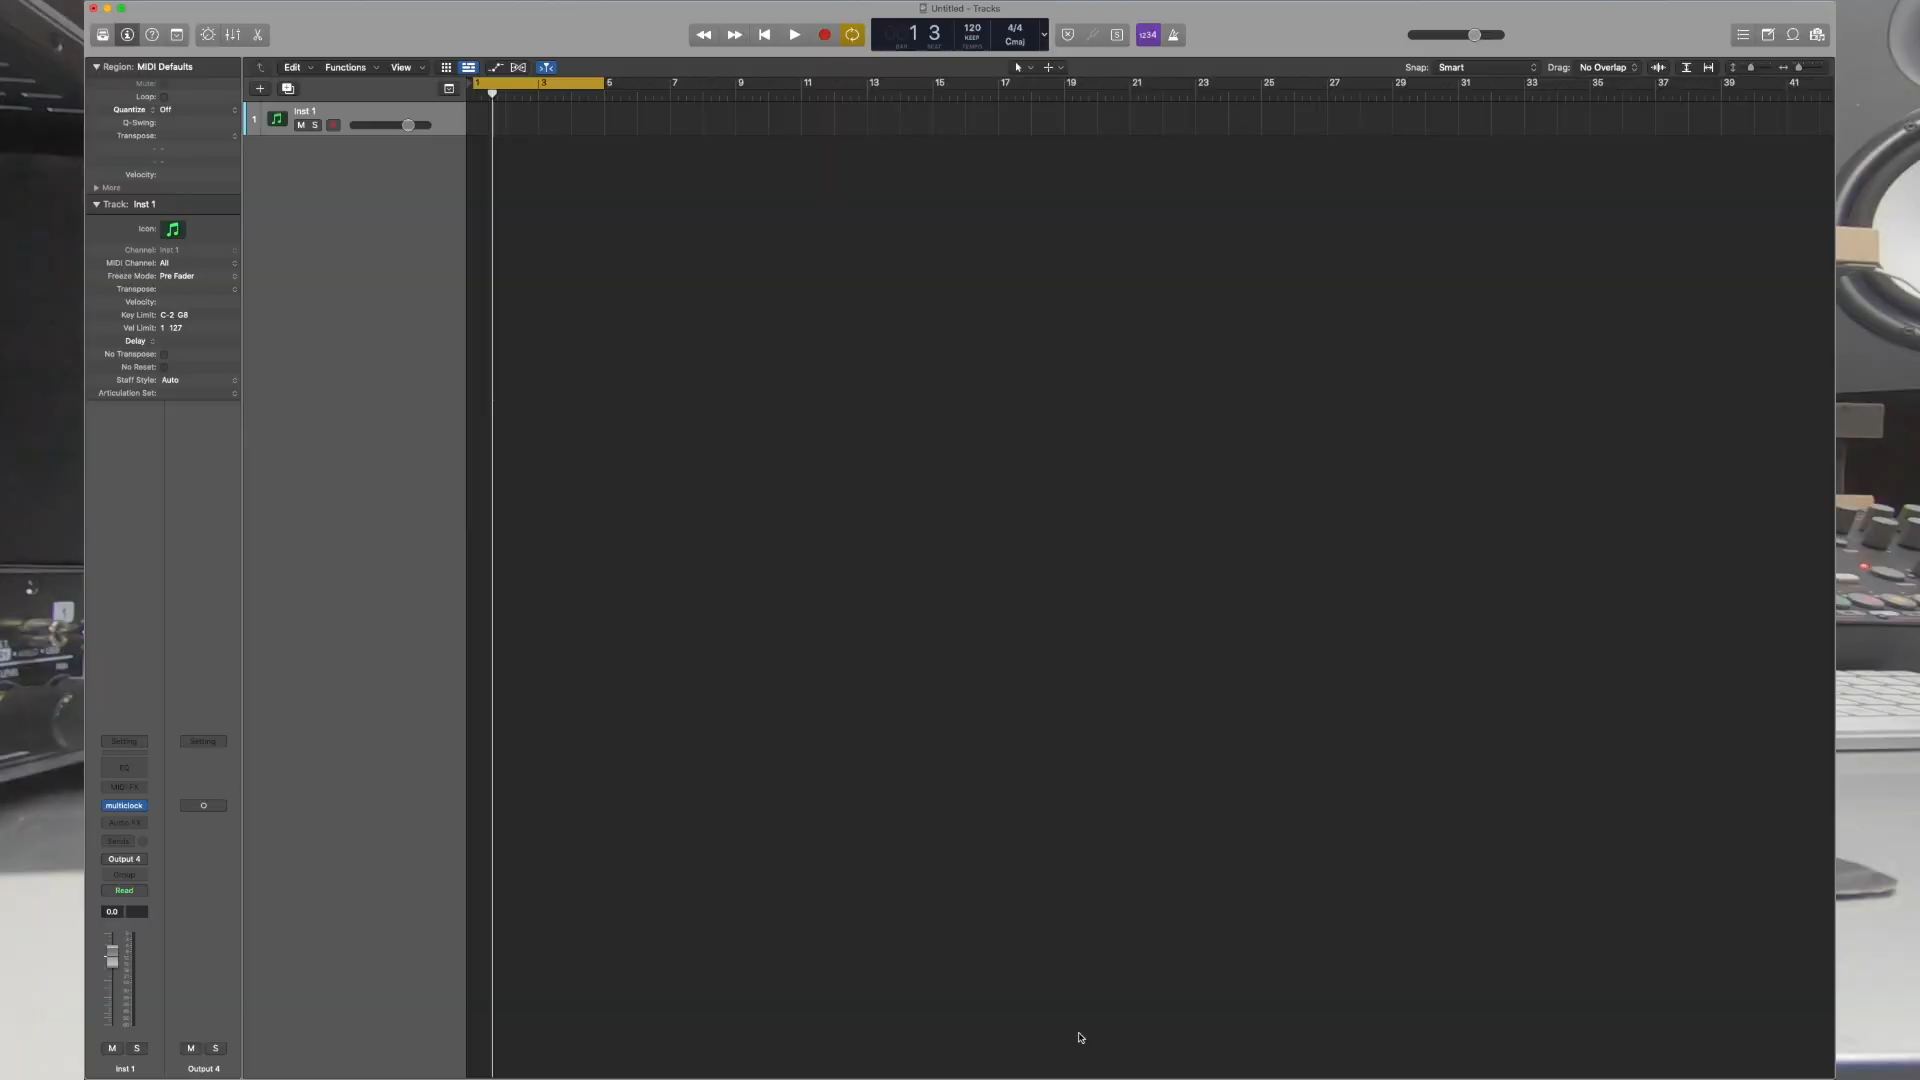 Untitled - Tracks
1 3
BAR BEAT
120
KEEP
TEMPO
4/4
Cmaj
S
1234
Region: MIDI Defaults
Mute:
Loop:
Quantize Off
Q-Swing:
Transpose:
Velocity:
More
Track: Inst 1
Icon:
Channel: Inst 1
MIDI Channel: All
Freeze Mode: Pre Fader
Transpose:
Velocity:
Key Limit: C-2 G8
Vel Limit: 1 127
Delay
No Transpose:
No Reset:
Staff Style: Auto
Articulation Set:
Edit Functions View
Snap: Smart
Drag: No Overlap
1 3 5 7 9 11 13 15 17 19 21 23 25 27 29 31 33 35 37 39 41
1 Inst 1
M S
Setting Setting
EQ
MIDI FX
multiclock
Audio FX
Sends
Output 4
Group
Read
0.0
M S M S
Inst 1 Output 4